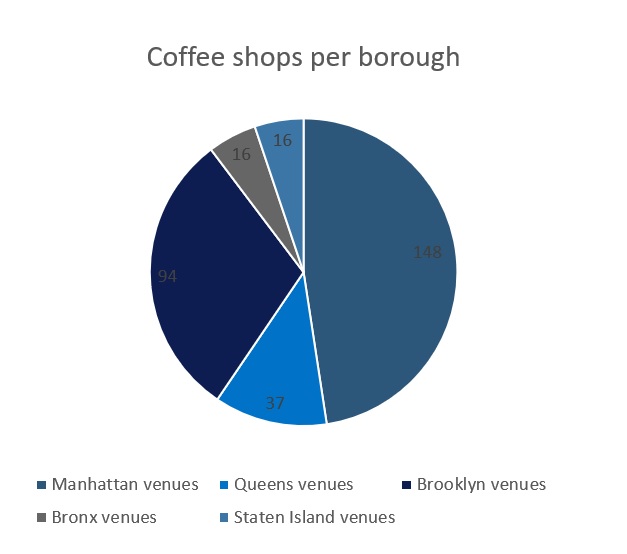 Coffee shops per borough
16 16
148
94
37
Manhattan venues Queens venues Brooklyn venues
Bronx venues Staten Island venues